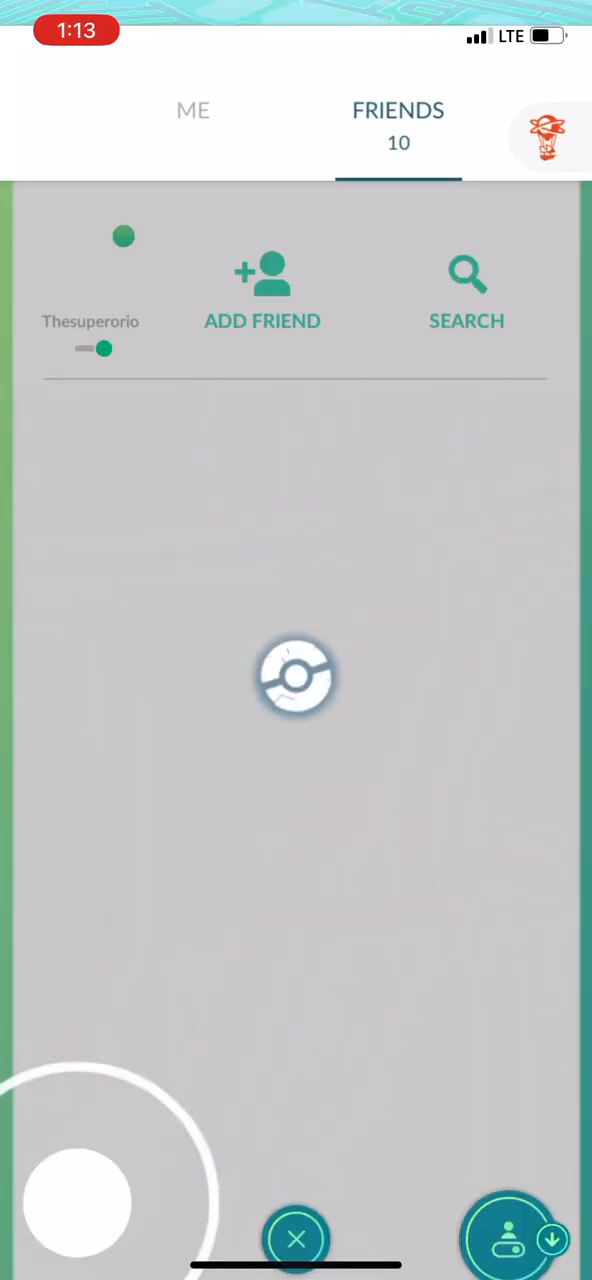 1:13
LTE
ME
FRIENDS
10
Thesuperorio
ADD FRIEND
SEARCH